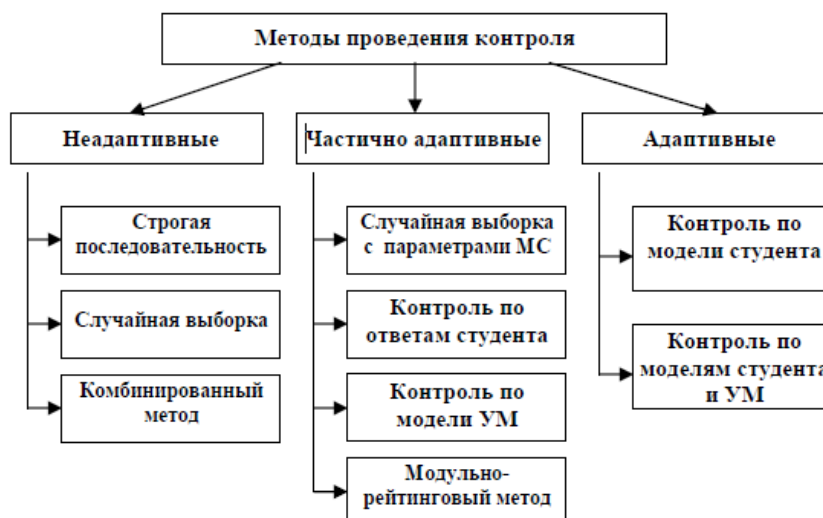 Методы проведения контроля
Неадаптивные
Частично адаптивные
Адаптивные
Строгая
последовательность
Случайная выборка
Комбинированный
метод
Случайная выборка
с параметрами МС
Контроль по
ответам студента
Контроль по
модели УМ
Модульно-
рейтинговый метод
Контроль по
модели студента
Контроль по
моделям студента
и УМ